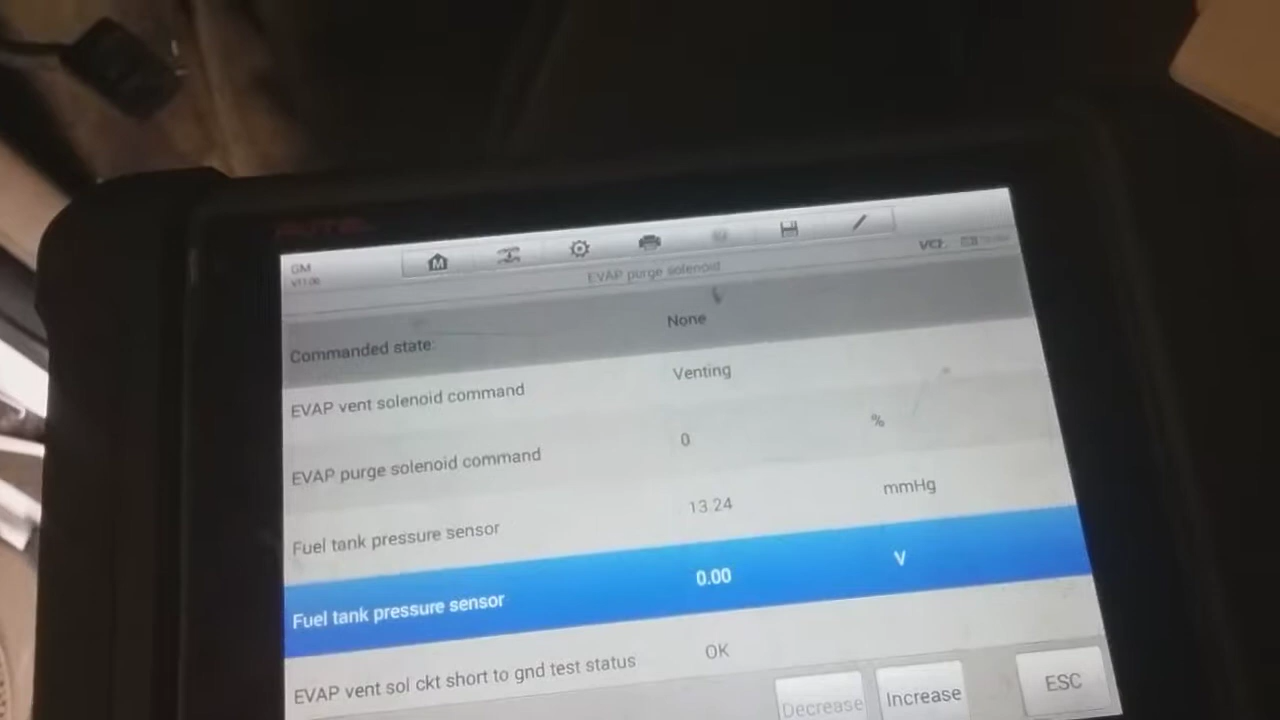 AUTEL
GM
VCI
EVAP purge solenoid
Commanded state: None
EVAP vent solenoid command Venting
EVAP purge solenoid command 0 %
Fuel tank pressure sensor 13.24 mmHg
Fuel tank pressure sensor 0.00 V
EVAP vent sol ckt short to gnd test status OK
Decrease Increase ESC